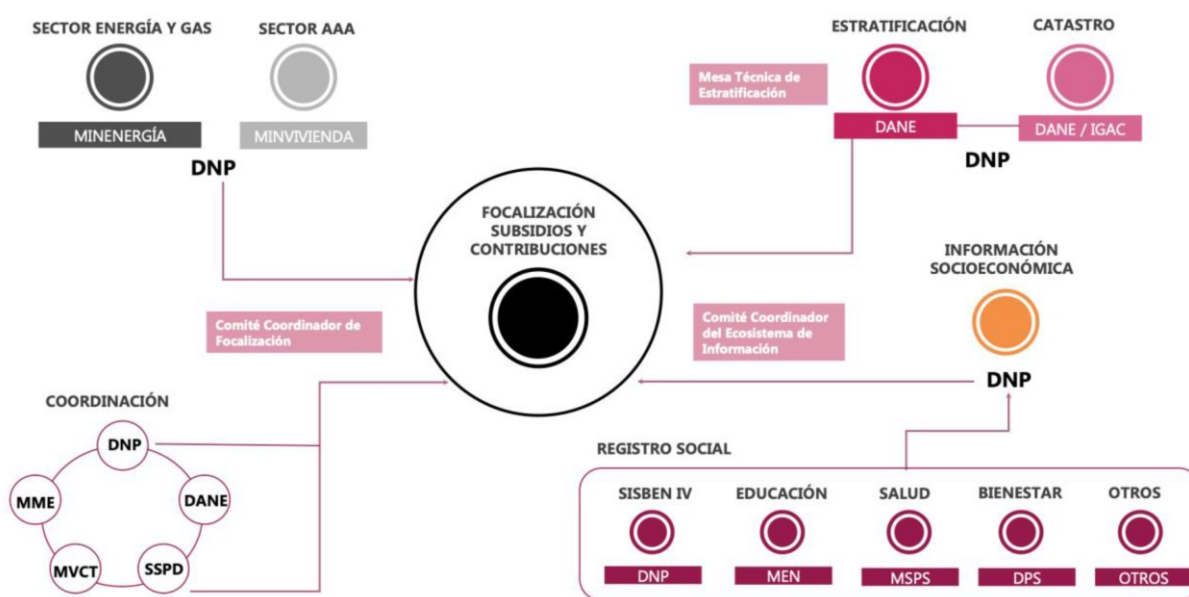 SECTOR ENERGÍA Y GAS
SECTOR AAA
MINENERGÍA
MINVIVIENDA
DNP
ESTRATIFICACIÓN
CATASTRO
Mesa Técnica de
Estratificación
DANE
DANE / IGAC
DNP
FOCALIZACIÓN
SUBSIDIOS Y
CONTRIBUCIONES
INFORMACIÓN
SOCIOECONÓMICA
DNP
Comité Coordinador de
Focalización
Comité Coordinador
del Ecosistema de
Información
COORDINACIÓN
DNP
MME
DANE
MVCT
SSPD
REGISTRO SOCIAL
SISBEN IV
EDUCACIÓN
SALUD
BIENESTAR
OTROS
DNP
MEN
MSPS
DPS
OTROS